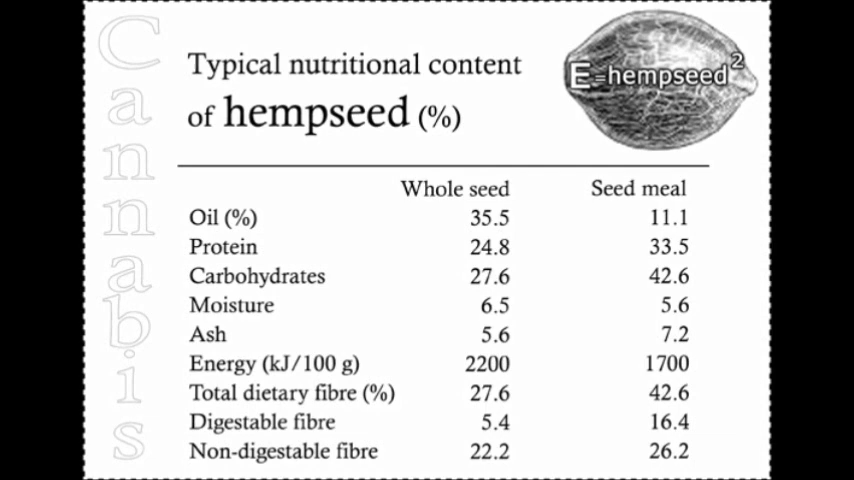 Cannabis
Typical nutritional content
of hempseed (%)
E=hempseed²
Whole seed Seed meal
Oil (%) 35.5 11.1
Protein 24.8 33.5
Carbohydrates 27.6 42.6
Moisture 6.5 5.6
Ash 5.6 7.2
Energy (kJ/100 g) 2200 1700
Total dietary fibre (%) 27.6 42.6
Digestable fibre 5.4 16.4
Non-digestable fibre 22.2 26.2